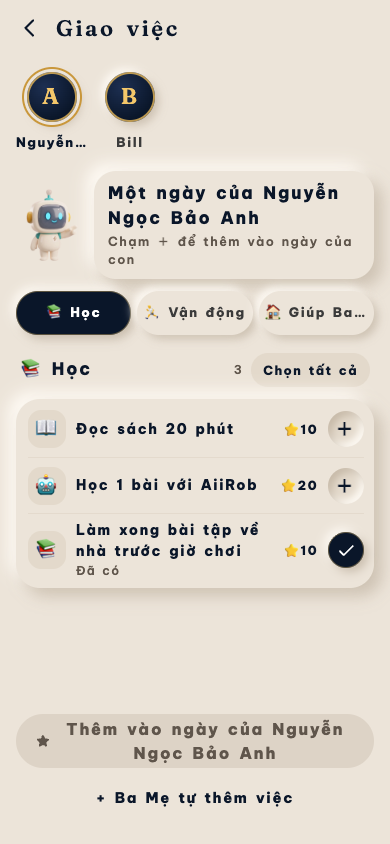 Giao việc
A
B
Nguyễn...
Bill
Một ngày của Nguyễn
Ngọc Bảo Anh
Chạm + để thêm vào ngày của
con
Học
Vận động
Giúp Ba...
Học
3
Chọn tất cả
Đọc sách 20 phút
10
Học 1 bài với AiiRob
20
Làm xong bài tập về
nhà trước giờ chơi
Đã có
10
Thêm vào ngày của Nguyễn
Ngọc Bảo Anh
+ Ba Mẹ tự thêm việc